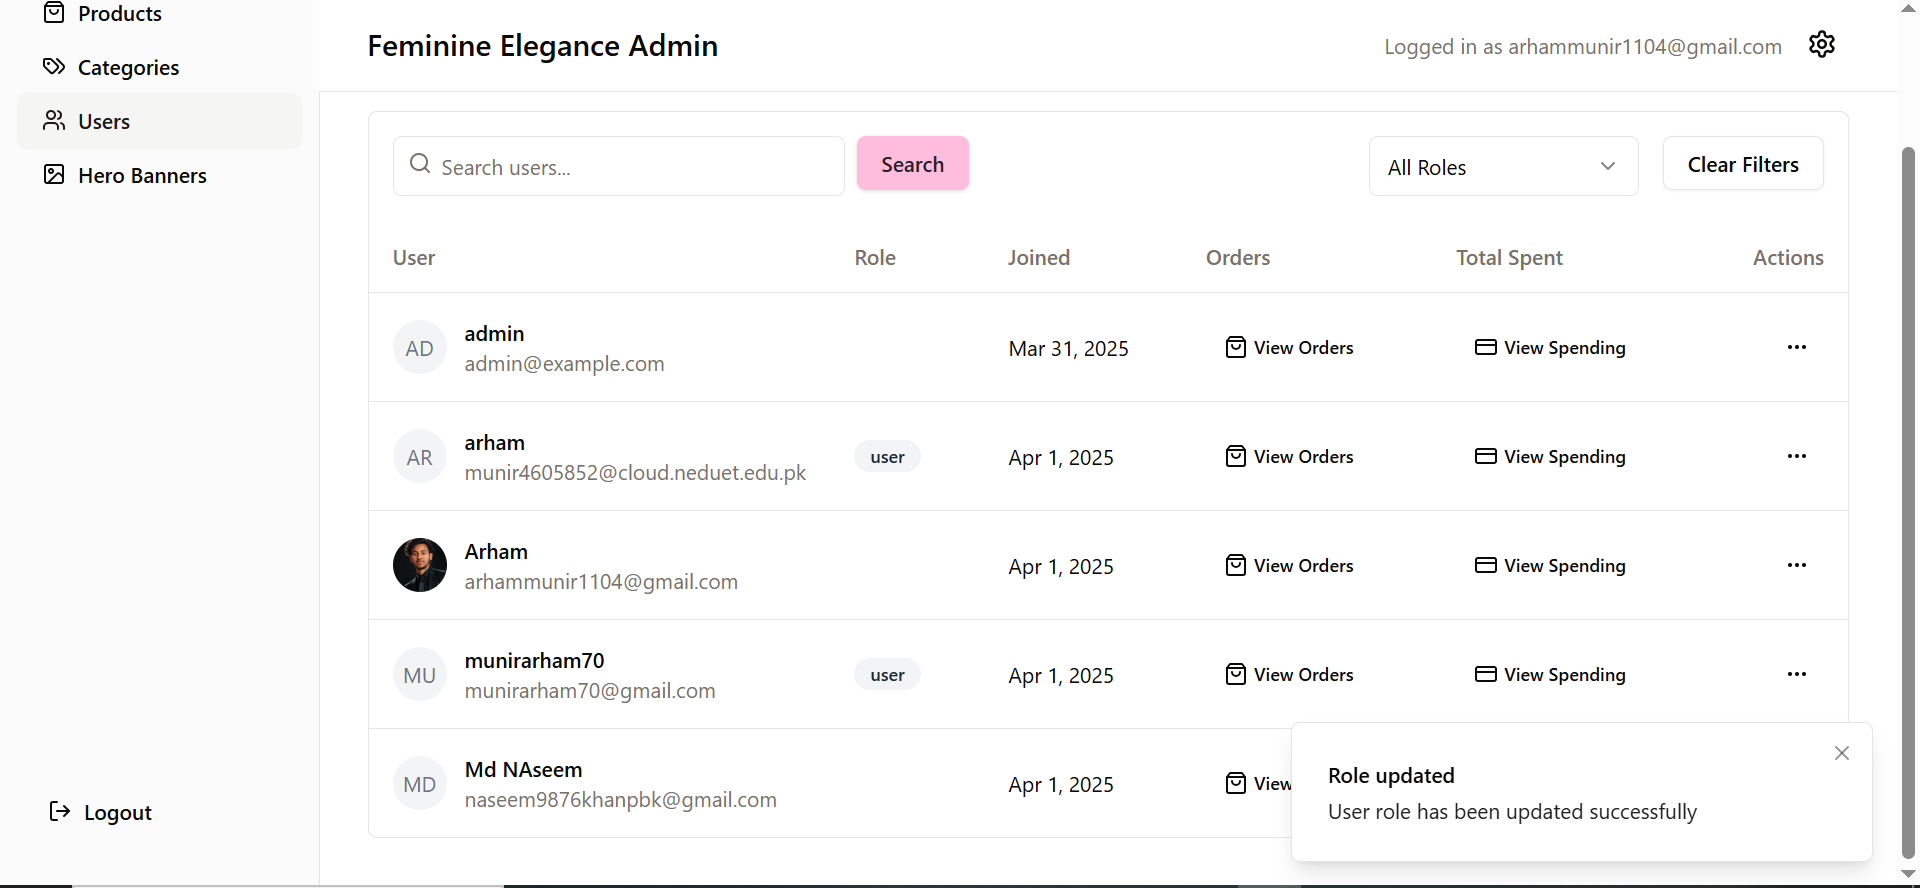 Products
Categories
Users
Hero Banners
Logout
Feminine Elegance Admin
Logged in as arhammunir1104@gmail.com
Search users...
Search
All Roles
Clear Filters
User Role Joined Orders Total Spent Actions
AD
admin
admin@example.com
Mar 31, 2025
View Orders
View Spending
AR
arham
munir4605852@cloud.neduet.edu.pk
user
Apr 1, 2025
View Orders
View Spending
Arham
arhammunir1104@gmail.com
Apr 1, 2025
View Orders
View Spending
MU
munirarham70
munirarham70@gmail.com
user
Apr 1, 2025
View Orders
View Spending
MD
Md NAseem
naseem9876khanpbk@gmail.com
Apr 1, 2025
View
Role updated
User role has been updated successfully